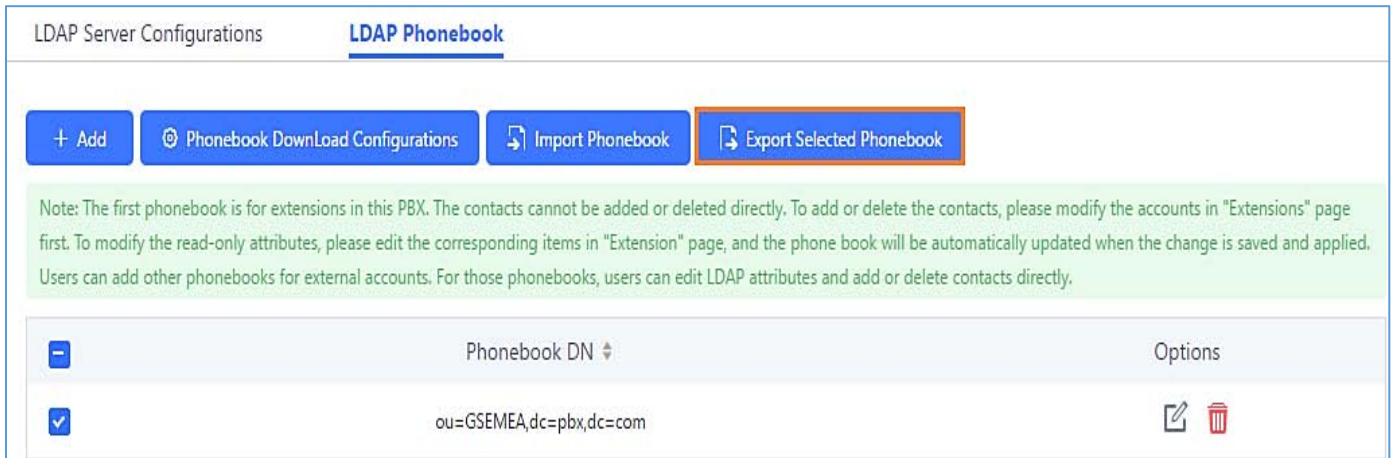 LDAP Server Configurations LDAP Phonebook
+ Add Phonebook DownLoad Configurations Import Phonebook Export Selected Phonebook
Note: The first phonebook is for extensions in this PBX. The contacts cannot be added or deleted directly. To add or delete the contacts, please modify the accounts in "Extensions" page
first. To modify the read-only attributes, please edit the corresponding items in "Extension" page, and the phone book will be automatically updated when the change is saved and applied.
Users can add other phonebooks for external accounts. For those phonebooks, users can edit LDAP attributes and add or delete contacts directly.
Phonebook DN Options
ou=GSEMEA,dc=pbx,dc=com